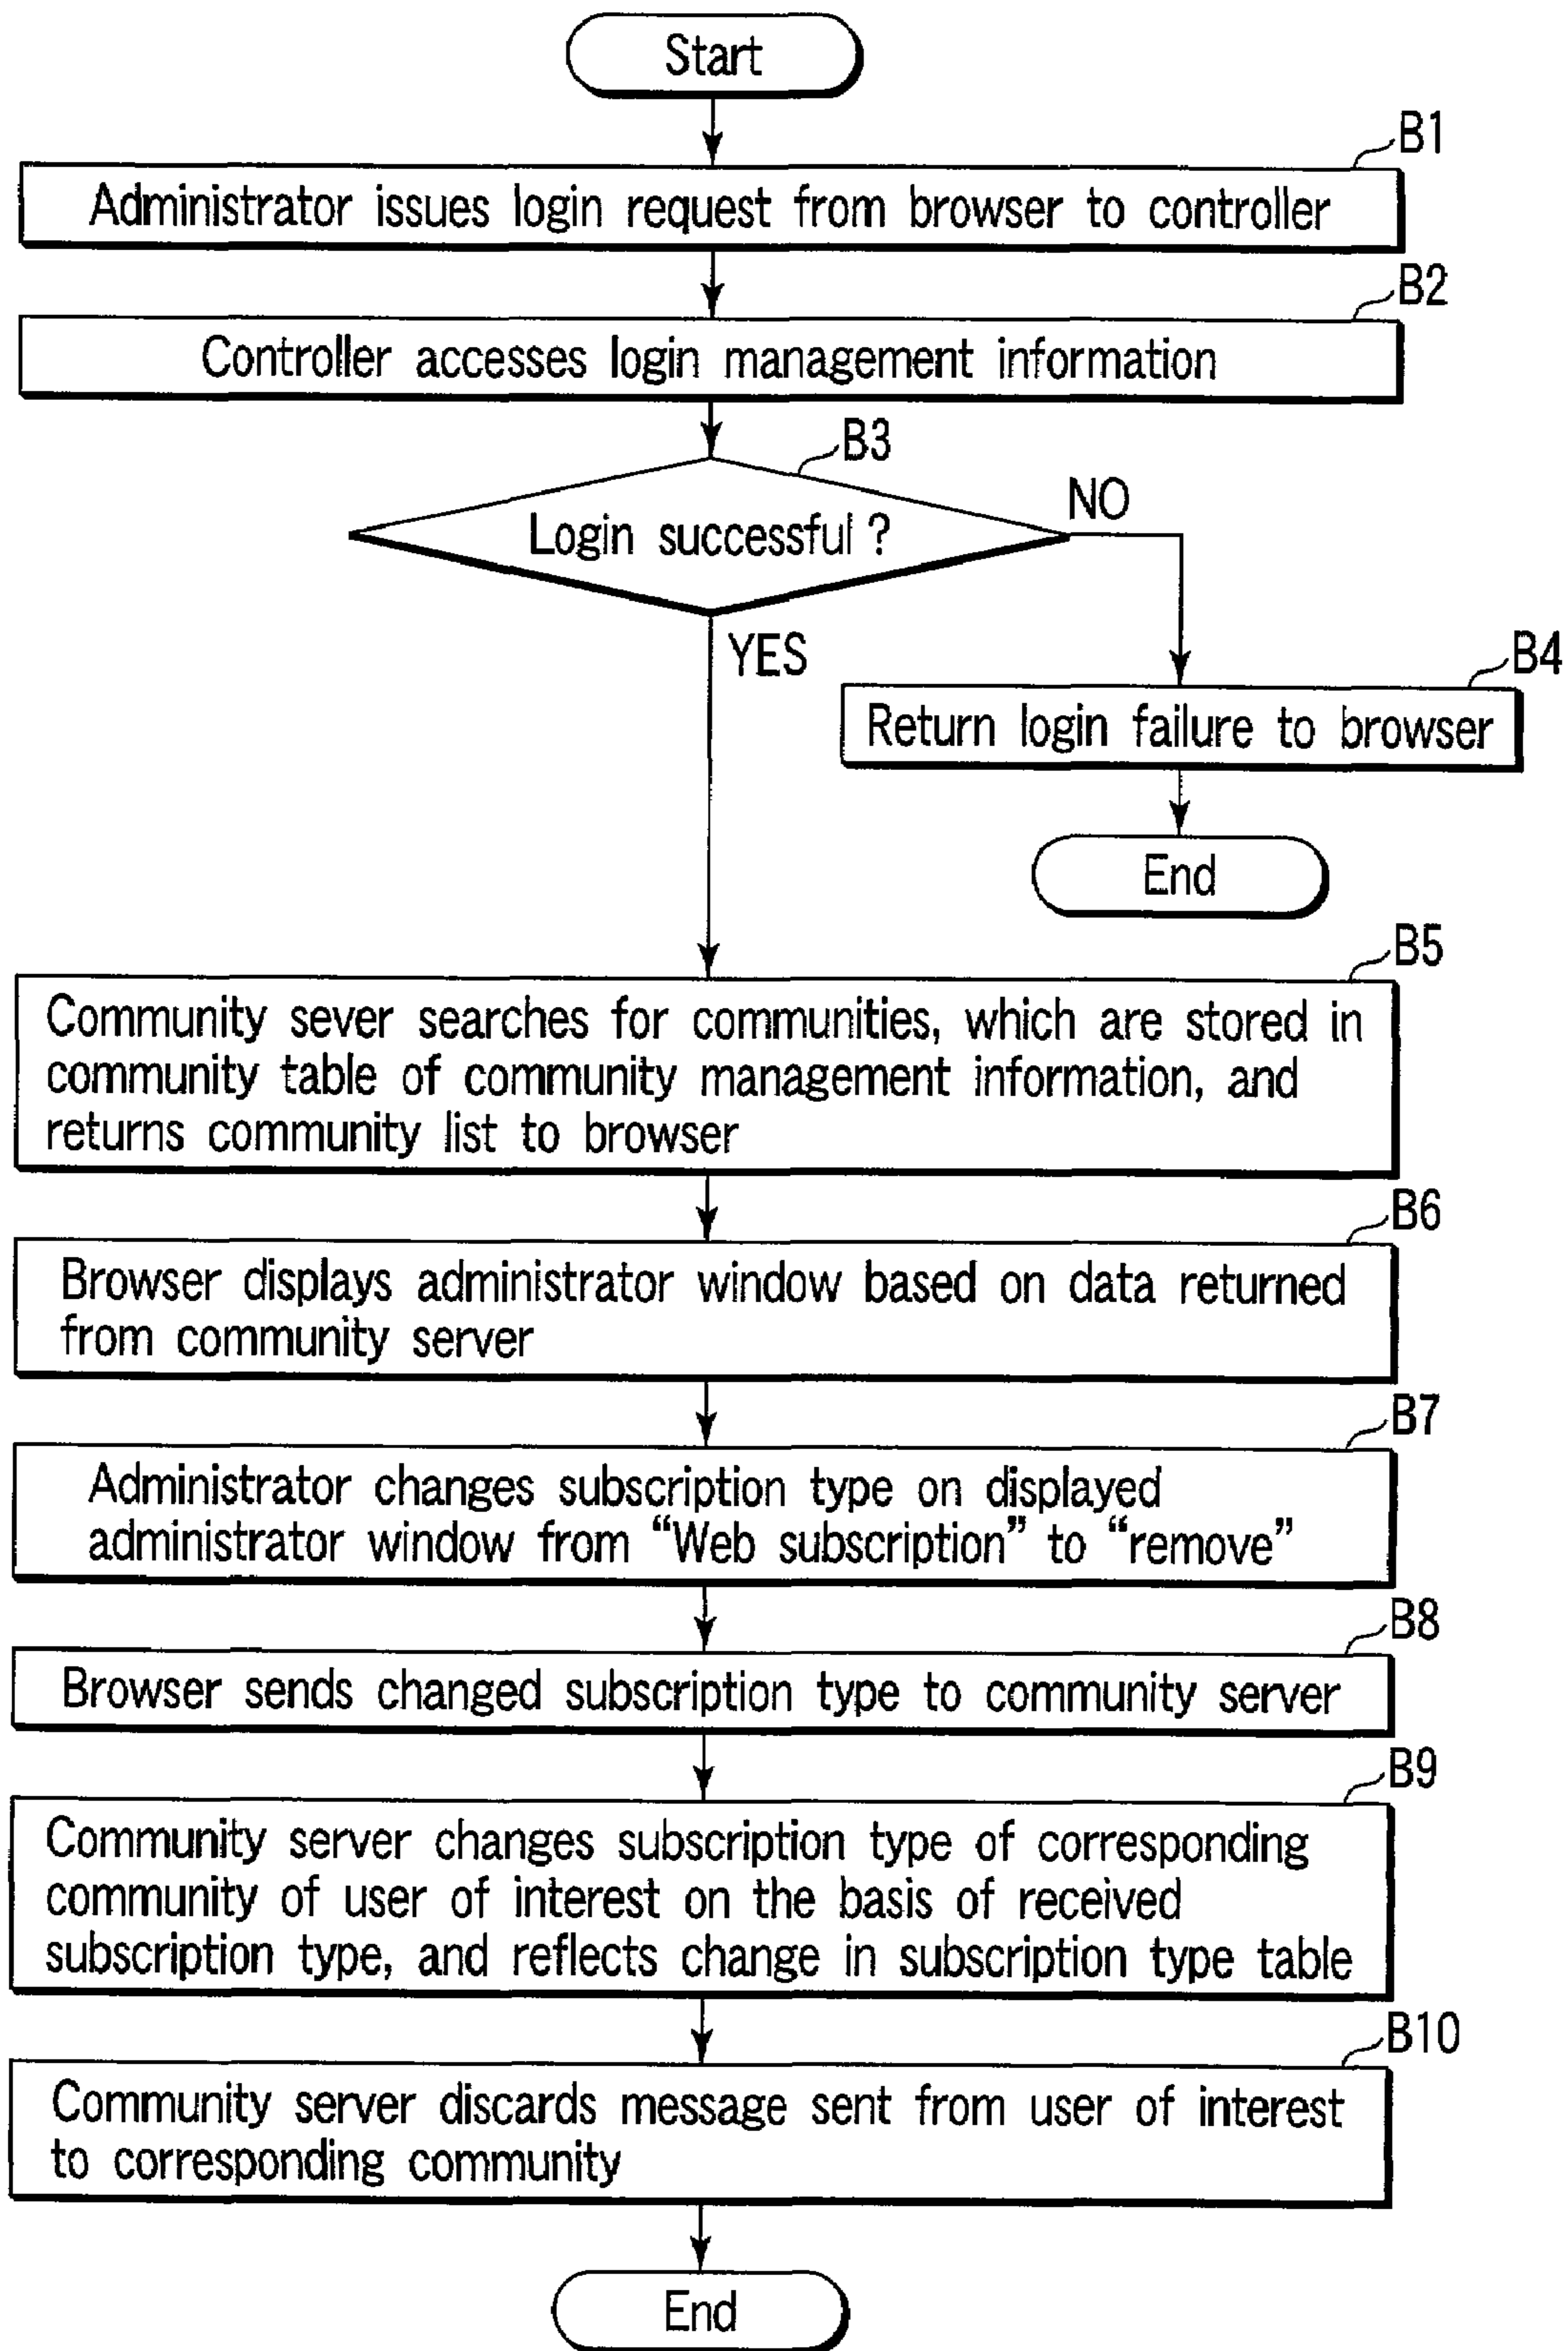 Start
B1
Administrator issues login request from browser to controller
B2
Controller accesses login management information
B3
Login successful ?
NO
YES
B4
Return login failure to browser
End
B5
Community sever searches for communities, which are stored in
community table of community management information, and
returns community list to browser
B6
Browser displays administrator window based on data returned
from community server
B7
Administrator changes subscription type on displayed
administrator window from “Web subscription” to “remove”
B8
Browser sends changed subscription type to community server
B9
Community server changes subscription type of corresponding
community of user of interest on the basis of received
subscription type, and reflects change in subscription type table
B10
Community server discards message sent from user of interest
to corresponding community
End